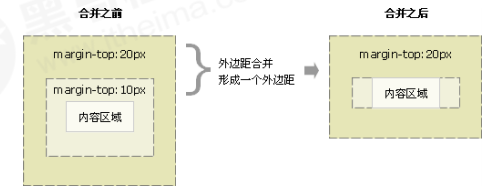 合并之前
合并之后
margin-top:20px
margin-top:10px
内容区域
外边距合并
形成一个外边距
margin-top:20px
内容区域